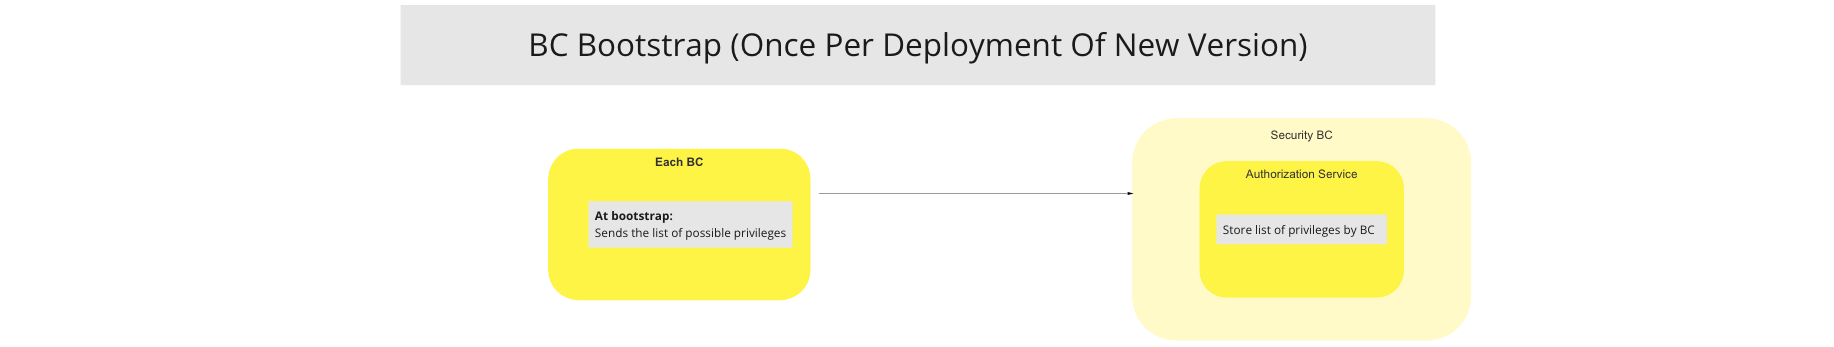 BC Bootstrap (Once Per Deployment Of New Version)
Each BC
At bootstrap:
Sends the list of possible privileges
Security BC
Authorization Service
Store list of privileges by BC